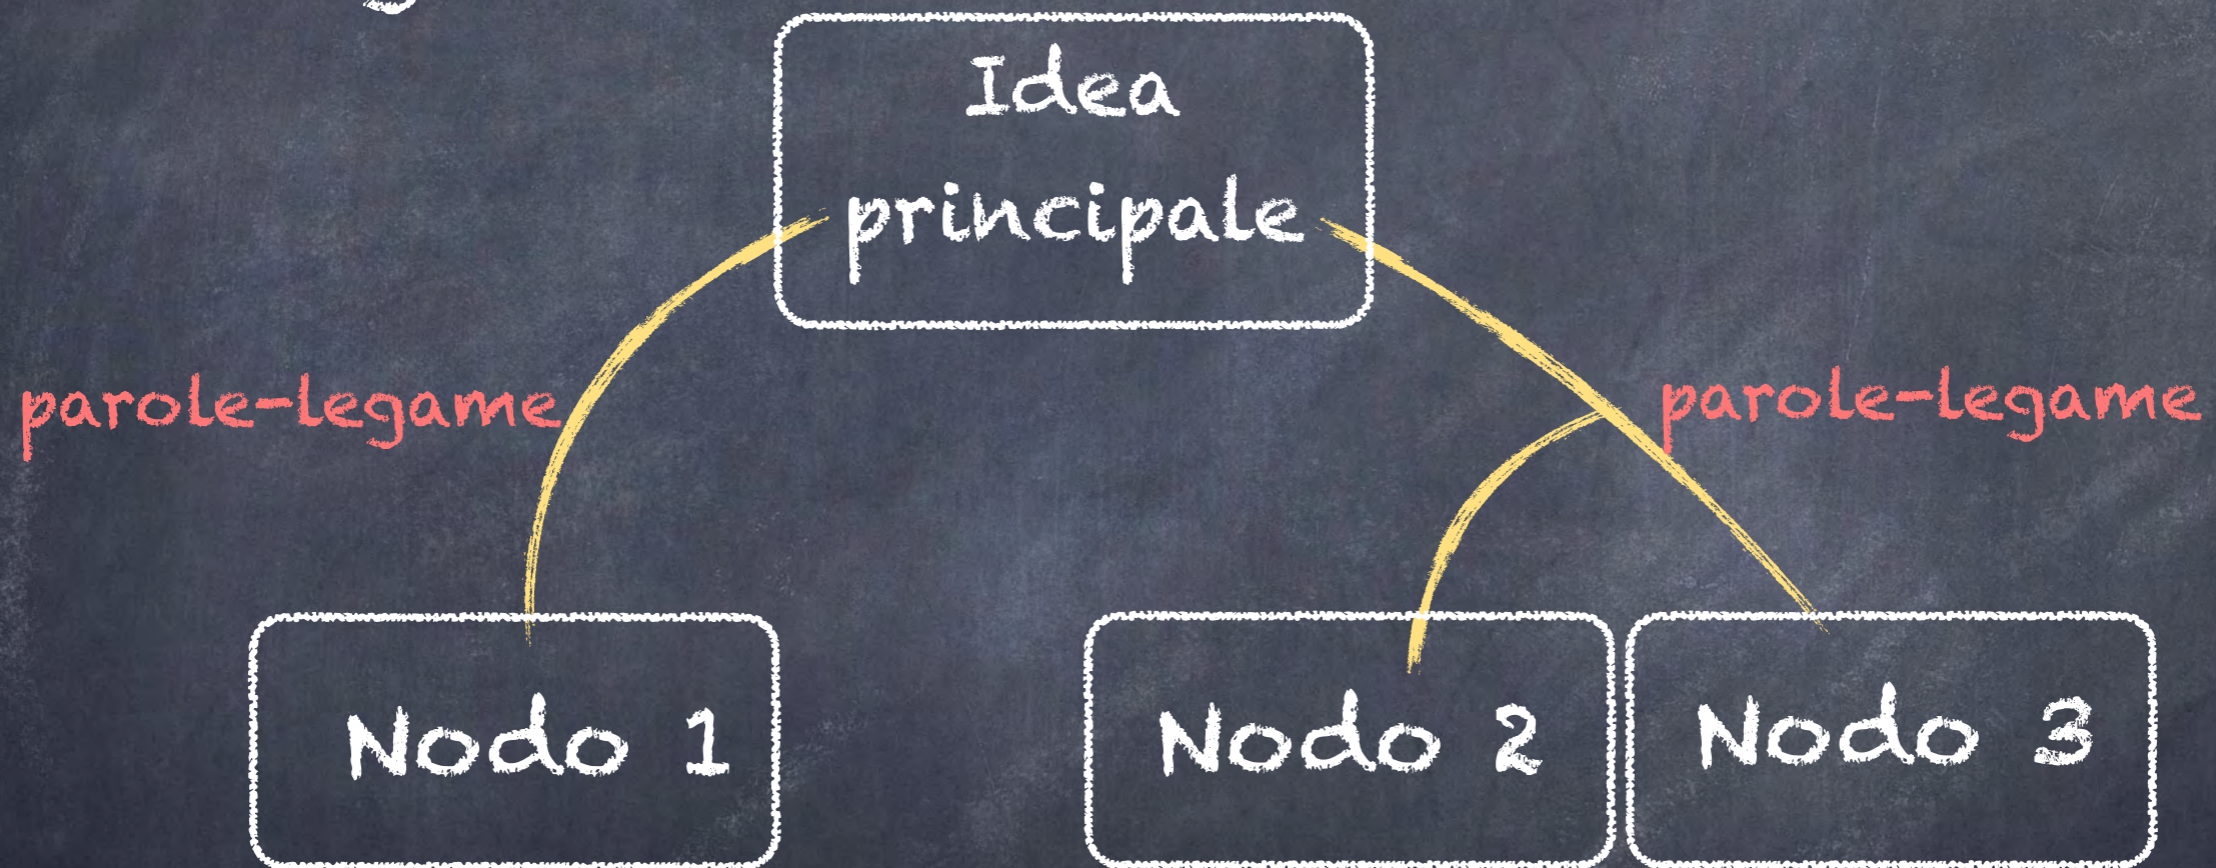 Idea
principale
parole-legame
parole-legame
Nodo 1
Nodo 2
Nodo 3